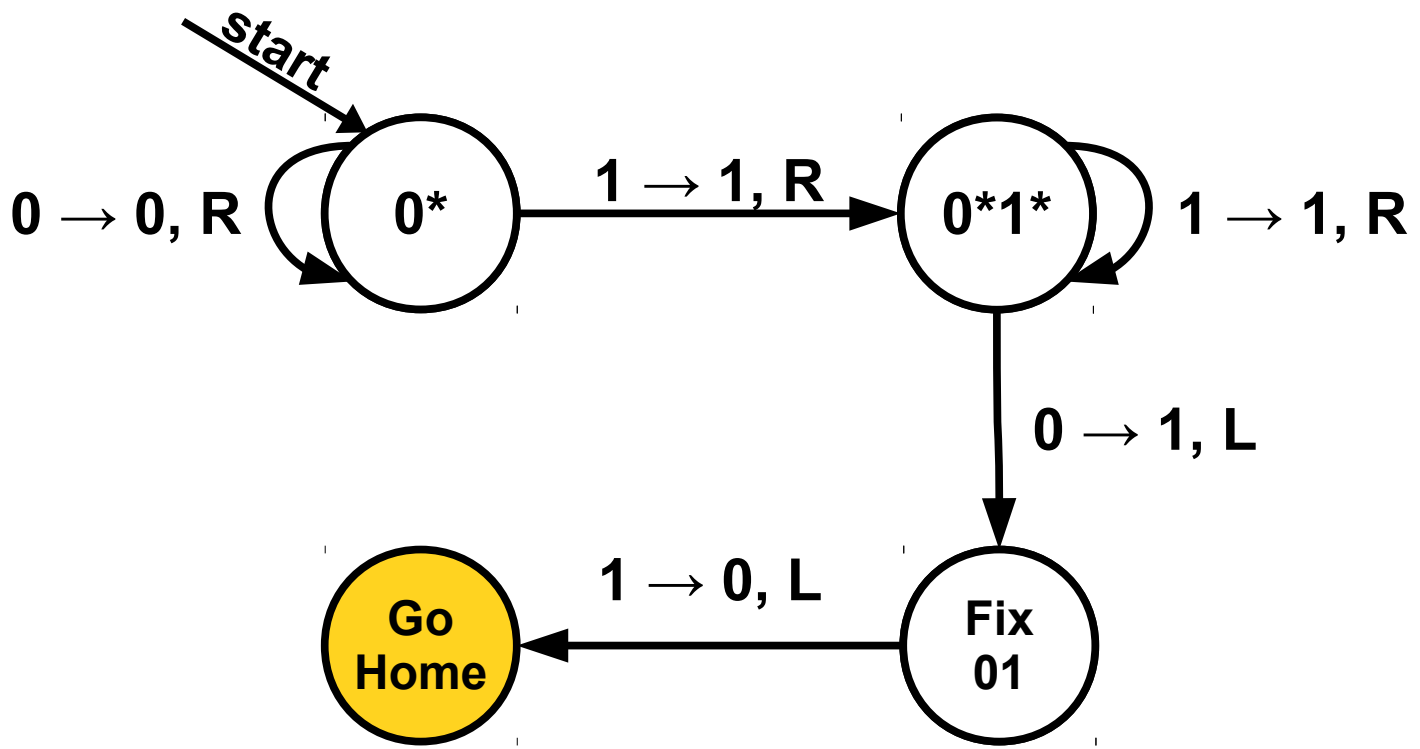 start
0 → 0, R
0*
1 → 1, R
0*1*
1 → 1, R
0 → 1, L
1 → 0, L
Go
Home
Fix
01